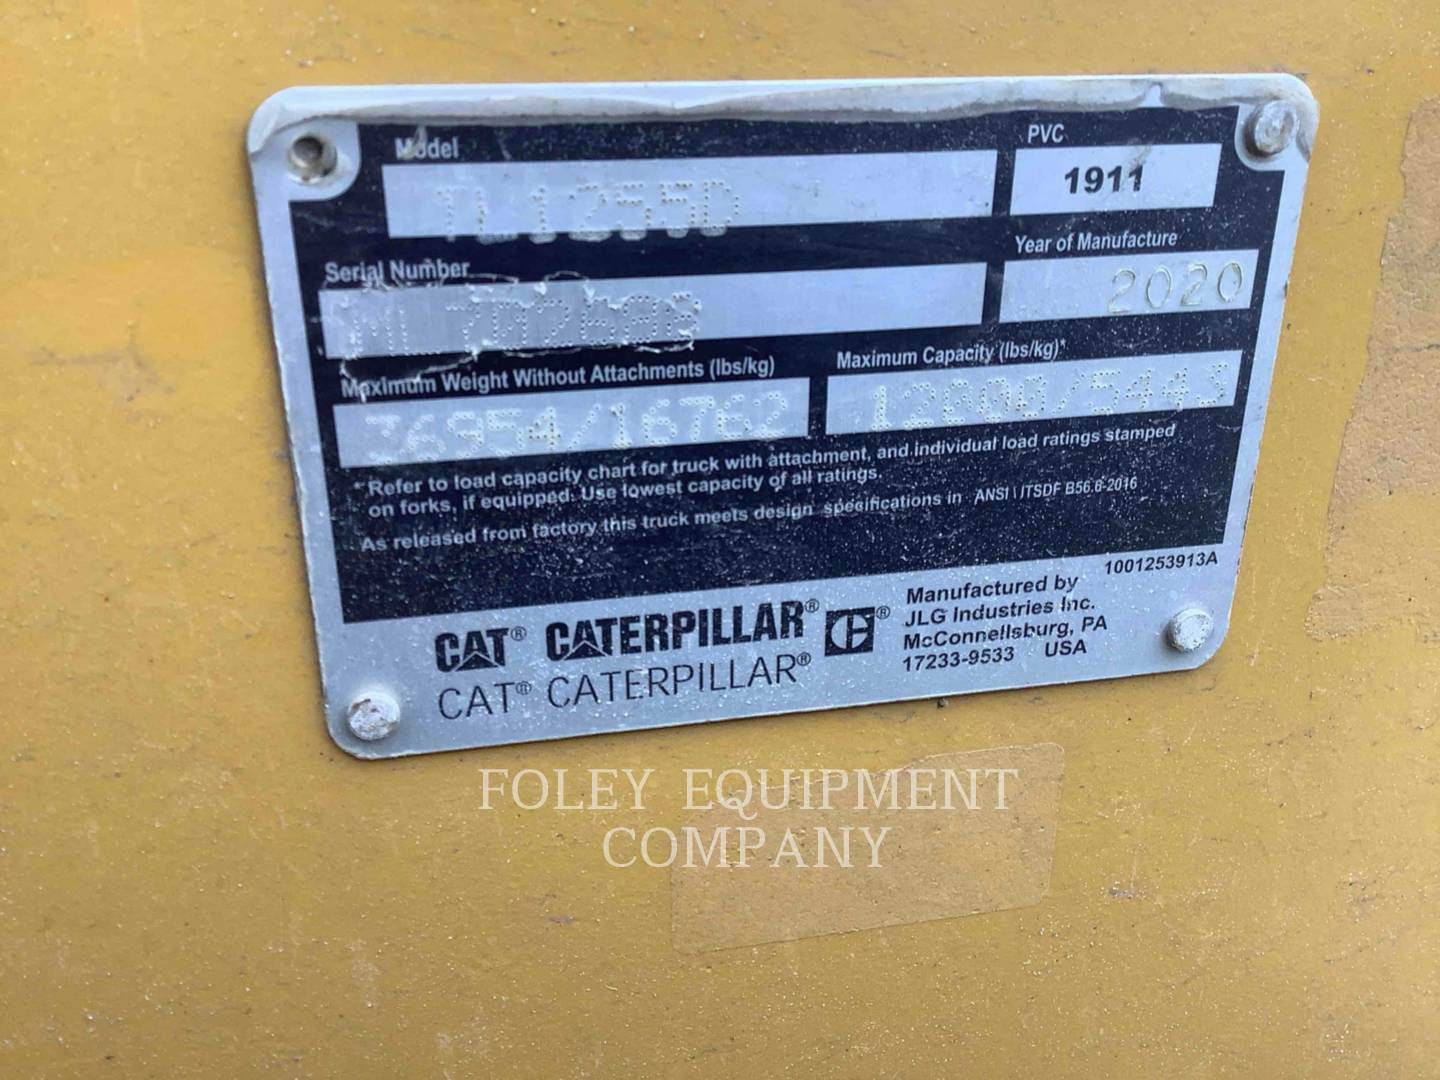 Model
TL1255D
PVC
1911
Serial Number
Year of Manufacture
2020
Maximum Weight Without Attachments (lbs/kg)
36954/16762
Maximum Capacity (lbs/kg)*
12000/5443
*Refer to load capacity chart for truck with attachment, and individual load ratings stamped
on forks, if equipped. Use lowest capacity of all ratings.
As released from factory this truck meets design specifications in ANSI \ ITSDF B56.6-2016
1001253913A
CAT® CATERPILLAR® C®
CAT® CATERPILLAR®
Manufactured by
JLG Industries Inc.
McConnellsburg, PA
17233-9533 USA
FOLEY EQUIPMENT
COMPANY